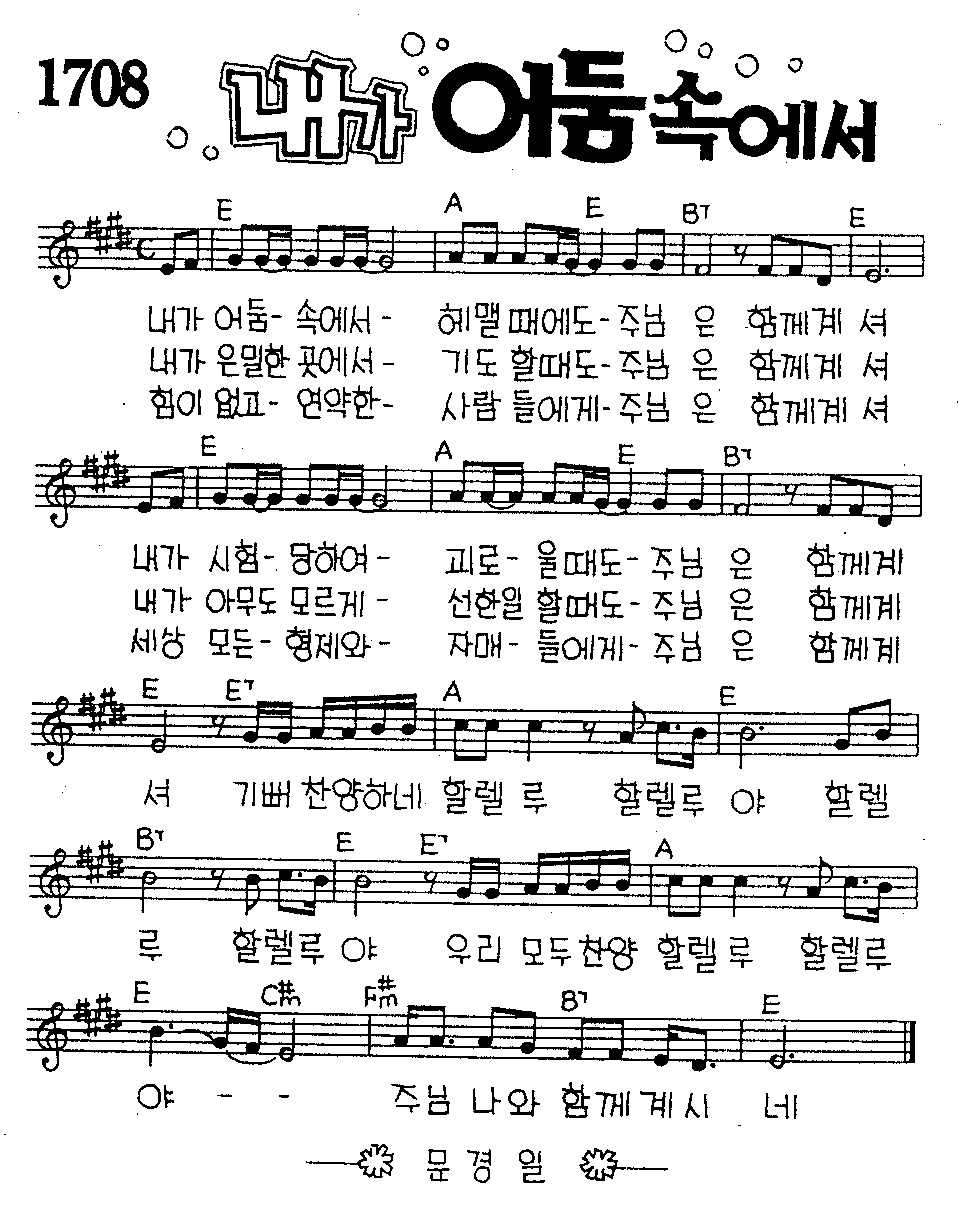 1708 내가 어둠 속에서
E A E B7 E
내가 어둠- 속에서- 헤맬 때에도-주님 은 함께계 셔
내가 은밀한 곳에서- 기도 할때도-주님 은 함께계 셔
힘이 없고- 연약한- 사람 들에게-주님 은 함께계 셔
E A E B7
내가 시험- 당하여- 괴로- 울때도- 주님 은 함께계
내가 아무도 모르게- 선한일 할때도- 주님 은 함께계
세상 모든- 형제와- 자매- 들에게- 주님 은 함께계
E E7 A E
셔 기뻐 찬양하네 할렐 루 할렐루 야 할렐
B7 E E7 A
루 할렐루 야 우리 모두찬양 할렐 루 할렐루
E C#m F#m B7 E
야 - - 주님 나와 함께계시 네
문경일